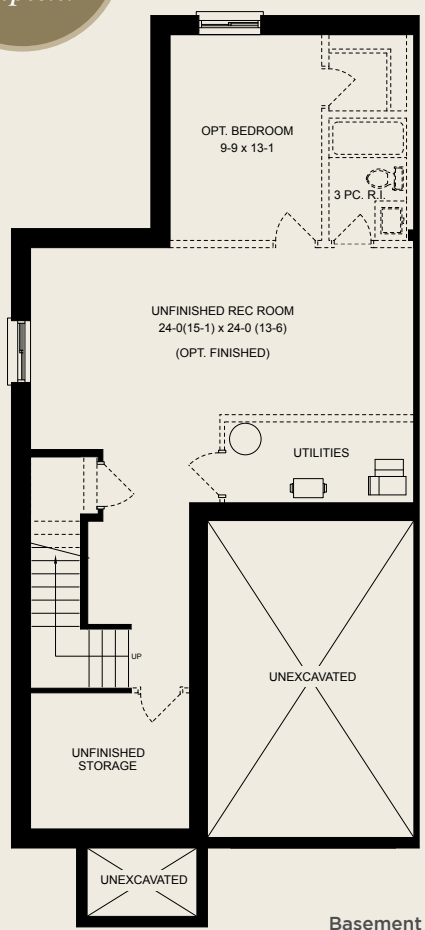 OPT. BEDROOM
9-9 x 13-1
3 PC. R.I.
UNFINISHED REC ROOM
24-0(15-1) x 24-0 (13-6)
(OPT. FINISHED)
UTILITIES
UP
UNEXCAVATED
UNFINISHED
STORAGE
UNEXCAVATED
Basement